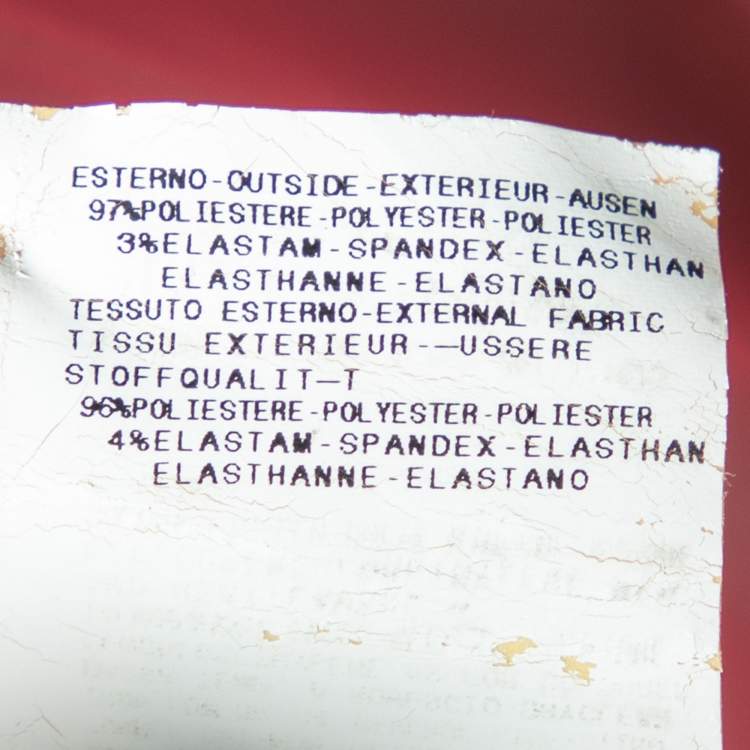 ESTERNO-OUTSIDE-EXTERIEUR-AUSEN
97%POLIESTERE-POLYESTER-POLIESTER
3%ELASTAM-SPANDEX-ELASTHAN
ELASTHANNE-ELASTANO
TESSUTO ESTERNO-EXTERNAL FABRIC
TISSU EXTERIEUR-—USSERE
STOFFQUALIT—T
96%POLIESTERE-POLYESTER-POLIESTER
4%ELASTAM-SPANDEX-ELASTHAN
ELASTHANNE-ELASTANO